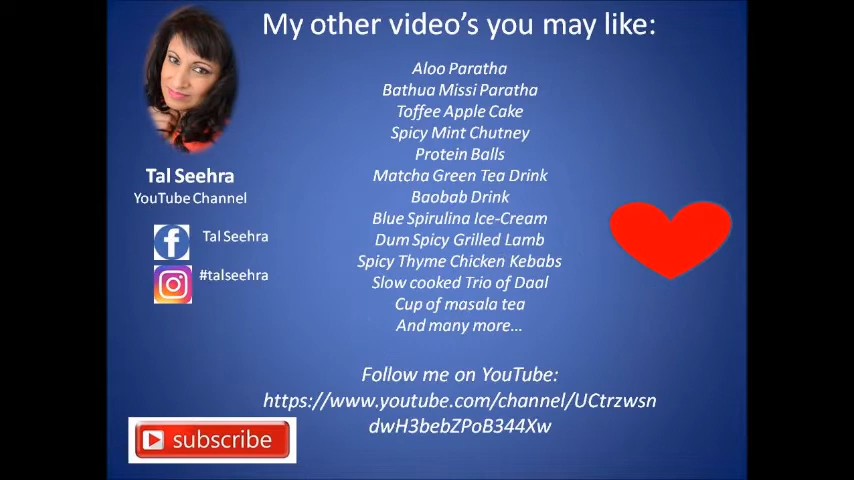 My other video's you may like:
Aloo Paratha
Bathua Missi Paratha
Toffee Apple Cake
Spicy Mint Chutney
Protein Balls
Matcha Green Tea Drink
Baobab Drink
Blue Spirulina Ice-Cream
Dum Spicy Grilled Lamb
Spicy Thyme Chicken Kebabs
Slow cooked Trio of Daal
Cup of masala tea
And many more...
Tal Seehra
YouTube Channel
f
Tal Seehra
#talseehra
Follow me on YouTube:
https://www.youtube.com/channel/UCtrzwsn
dwH3bebZPoB344Xw
subscribe